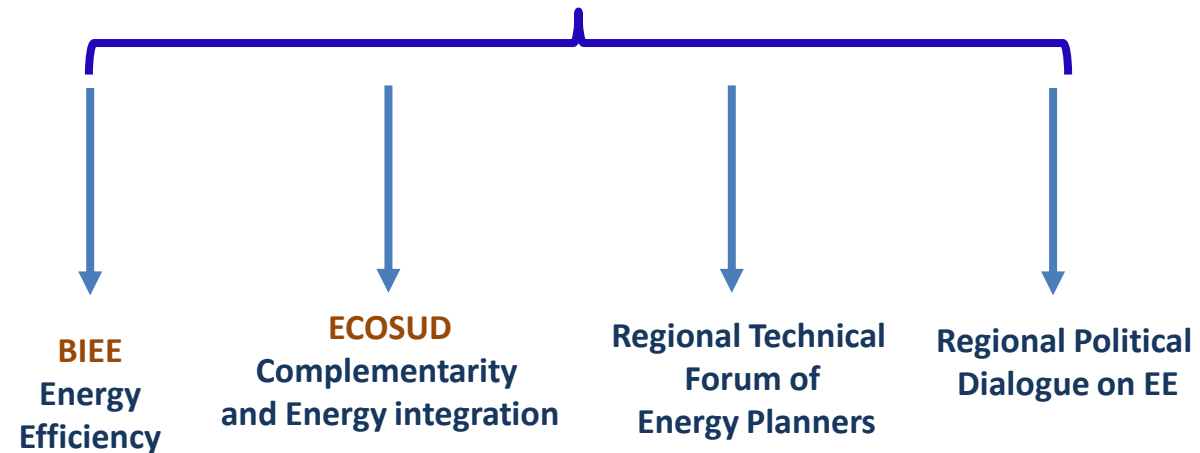 BIEE
Energy
Efficiency
ECOSUD
Complementarity
and Energy integration
Regional Technical
Forum of
Energy Planners
Regional Political
Dialogue on EE